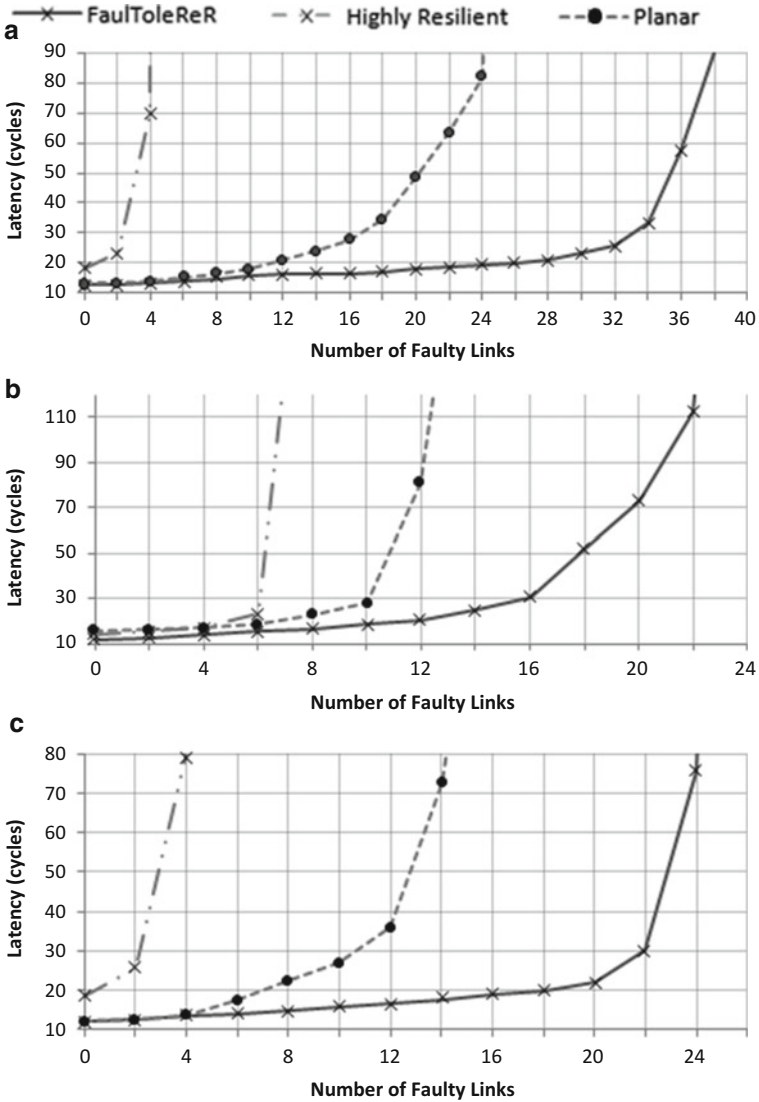 FaulToleReR Highly Resilient Planar
a
90
80
70
60
50
40
30
20
10
Latency (cycles)
0 4 8 12 16 20 24 28 32 36 40
Number of Faulty Links
b
110
90
70
50
30
10
Latency (cycles)
0 4 8 12 16 20 24
Number of Faulty Links
c
80
70
60
50
40
30
20
10
Latency (cycles)
0 4 8 12 16 20 24
Number of Faulty Links